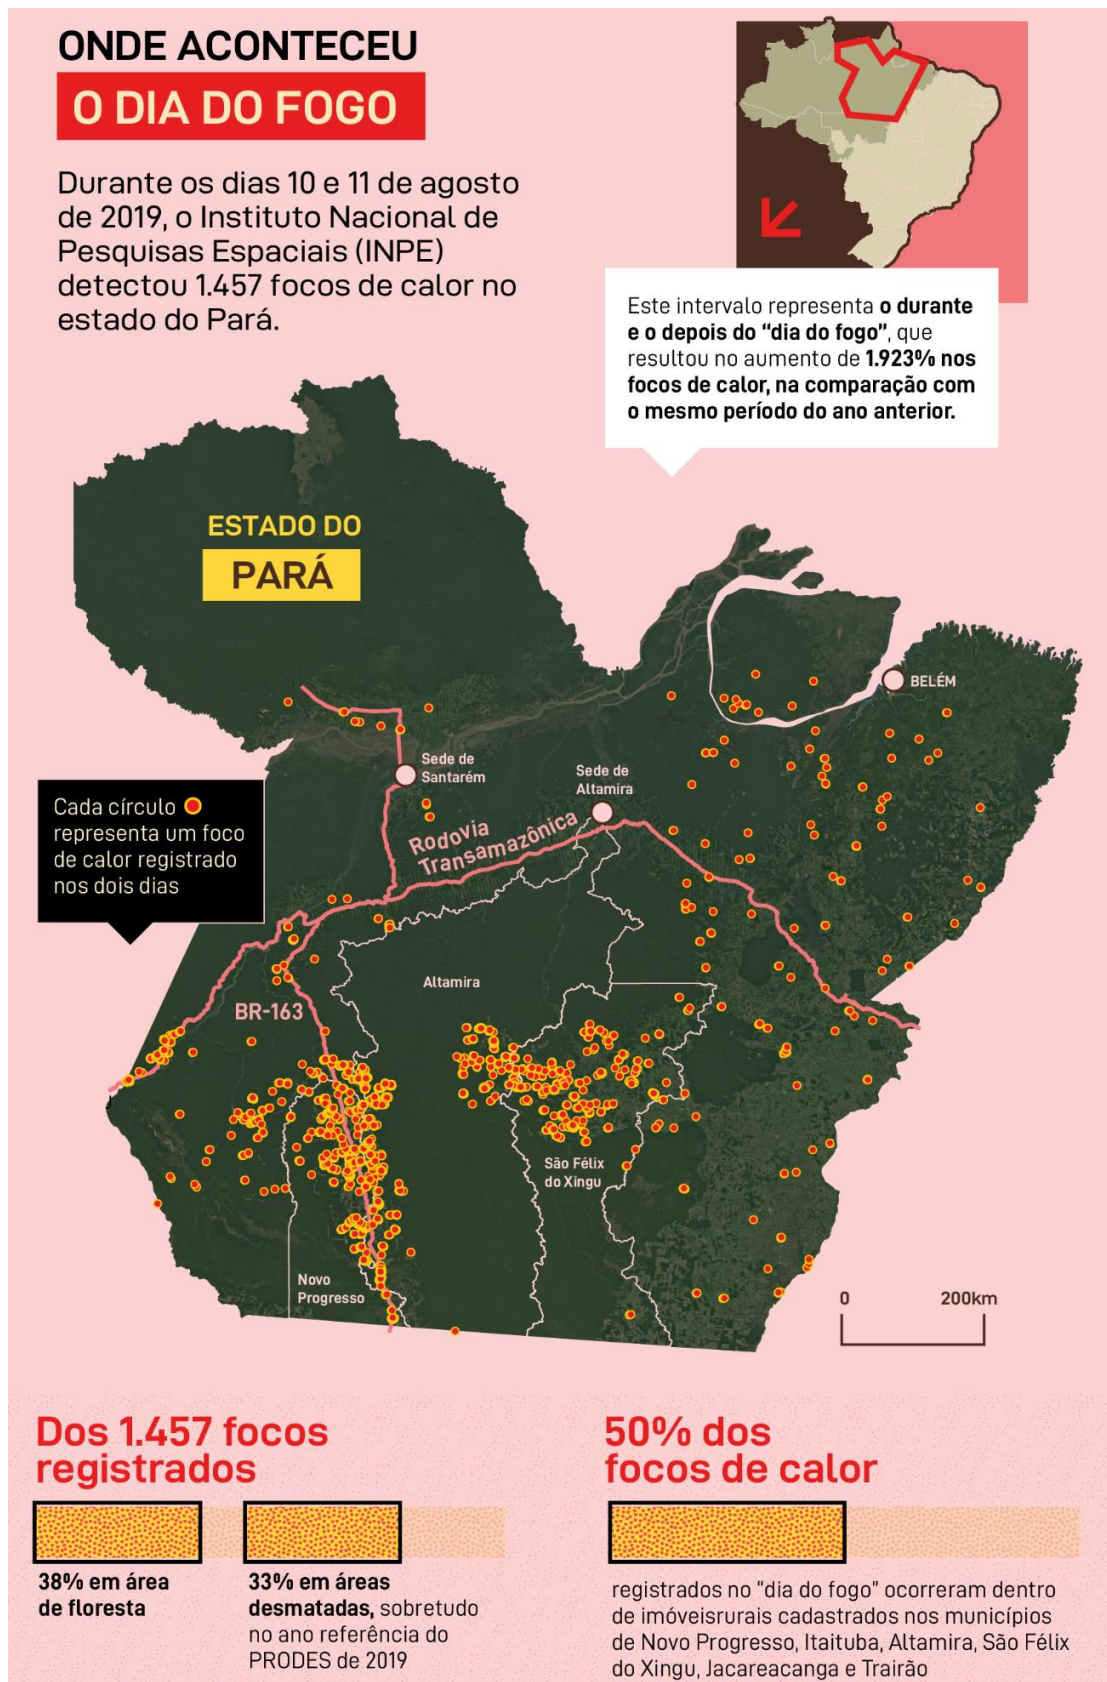 ONDE ACONTECEU
O DIA DO FOGO
Durante os dias 10 e 11 de agosto
de 2019, o Instituto Nacional de
Pesquisas Espaciais (INPE)
detectou 1.457 focos de calor no
estado do Pará.
Este intervalo representa o durante
e o depois do “dia do fogo”, que
resultou no aumento de 1.923% nos
focos de calor, na comparação com
o mesmo período do ano anterior.
ESTADO DO
PARÁ
BELÉM
Sede de
Santarém
Sede de
Altamira
Rodovia
Transamazônica
Cada círculo
representa um foco
de calor registrado
nos dois dias
Altamira
BR-163
São Félix
do Xingu
Novo
Progresso
0 200km
Dos 1.457 focos
registrados
38% em área
de floresta
33% em áreas
desmatadas, sobretudo
no ano referência do
PRODES de 2019
50% dos
focos de calor
registrados no “dia do fogo” ocorreram dentro
de imóveisrurais cadastrados nos municípios
de Novo Progresso, Itaituba, Altamira, São Félix
do Xingu, Jacareacanga e Trairão